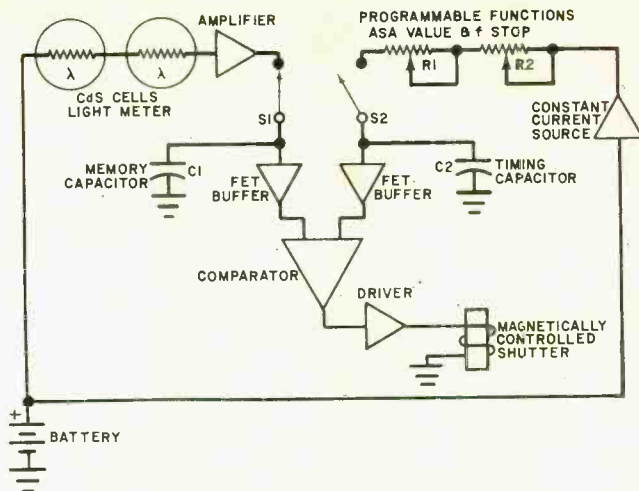 AMPLIFIER
PROGRAMMABLE FUNCTIONS
ASA VALUE & f STOP
λ
λ
R1
R2
CdS CELLS
LIGHT METER
S1
S2
CONSTANT
CURRENT
SOURCE
MEMORY
CAPACITOR
C1
FET
BUFFER
FET
BUFFER
C2
TIMING
CAPACITOR
COMPARATOR
DRIVER
MAGNETICALLY
CONTROLLED
SHUTTER
+
BATTERY